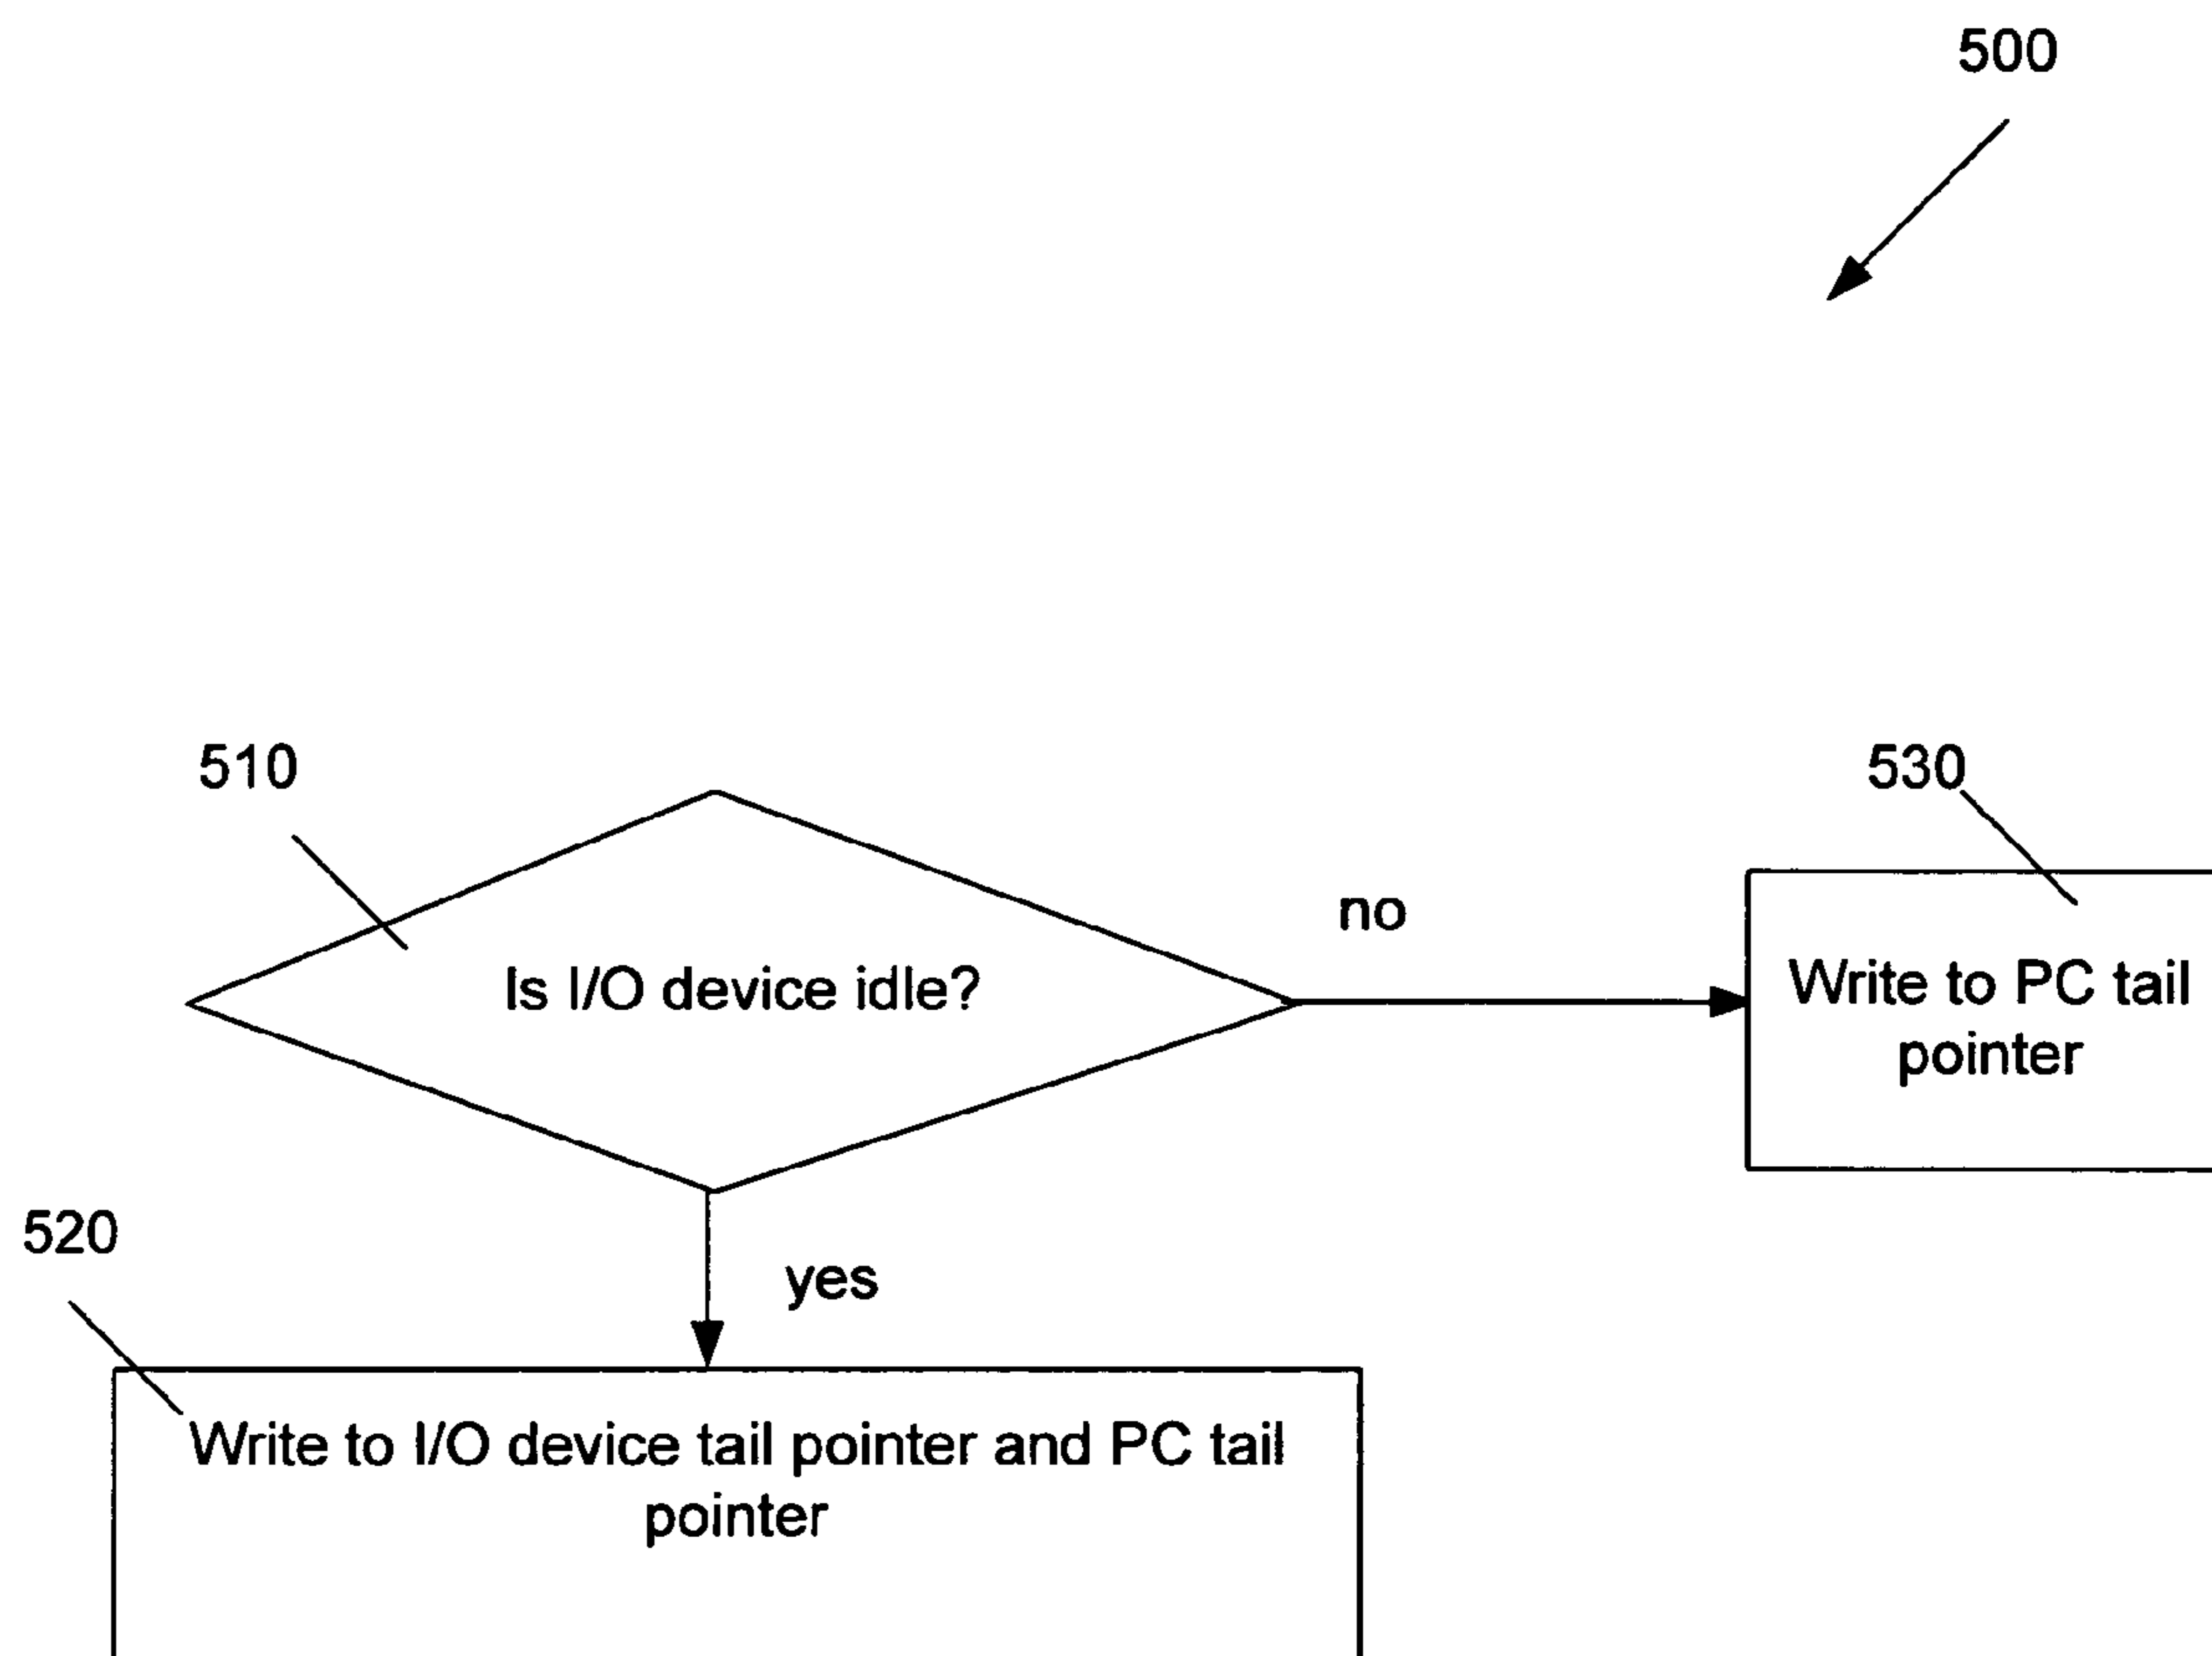 500
510
530
no
Is I/O device idle?
Write to PC tail
pointer
520
yes
Write to I/O device tail pointer and PC tail
pointer